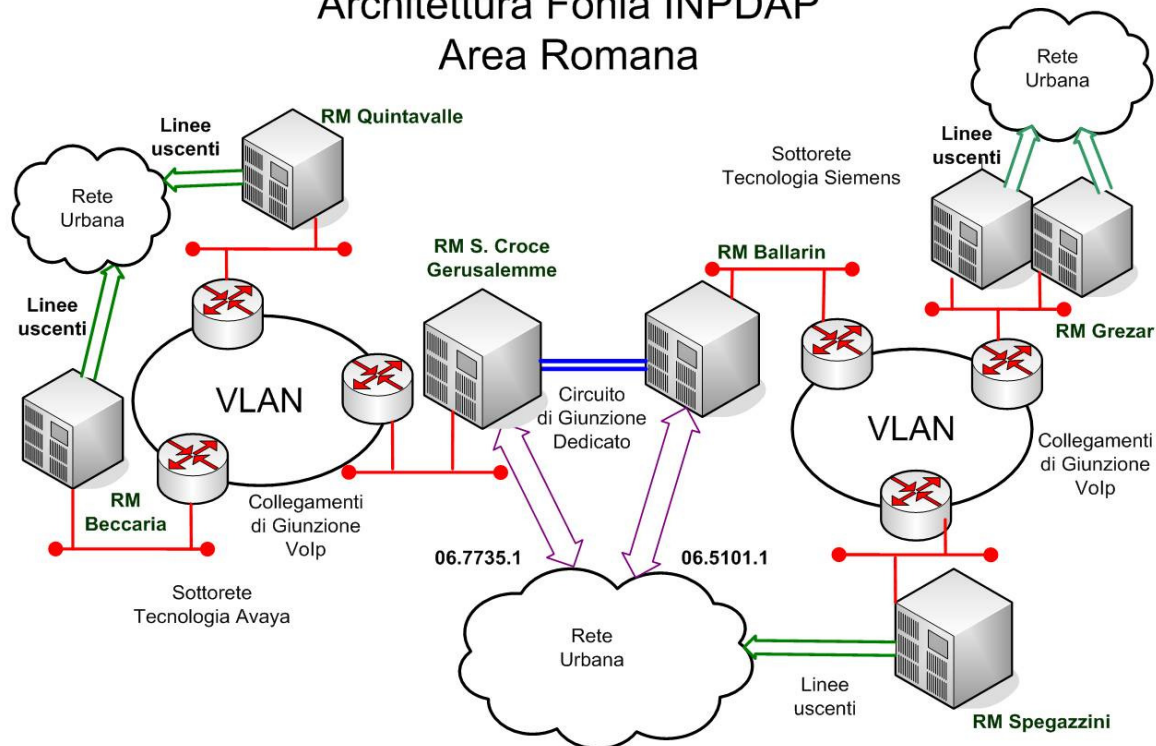 Architettura Fonia INPDAP
Area Romana
Rete
Urbana
RM Quintavalle
Linee
uscenti
Linee
uscenti
Sottorete
Tecnologia Siemens
Rete
Urbana
RM S. Croce
Gerusalemme
RM Ballarin
Linee
uscenti
RM Grezar
VLAN
Circuito
di Giunzione
Dedicato
VLAN
Collegamenti
di Giunzione
VoIp
RM
Beccaria
Collegamenti
di Giunzione
VoIp
06.7735.1
06.5101.1
Sottorete
Tecnologia Avaya
Rete
Urbana
Linee
uscenti
RM Spegazzini